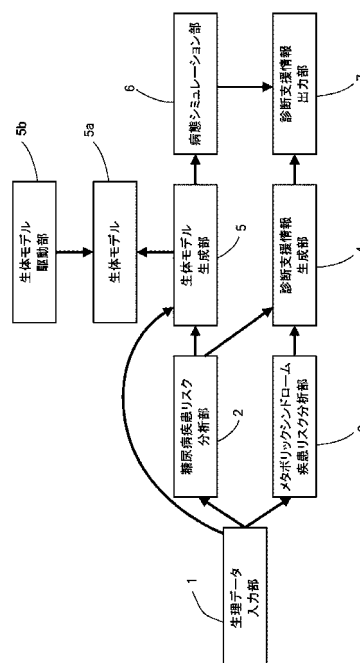 1
生理データ
入力部
2
糖尿病疾患リスク
分析部
3
メタボリックシンドローム
疾患リスク分析部
5b
生体モデル
駆動部
5a
生体モデル
5
生体モデル
生成部
4
診断支援情報
生成部
6
病態シミュレーション部
7
診断支援情報
出力部